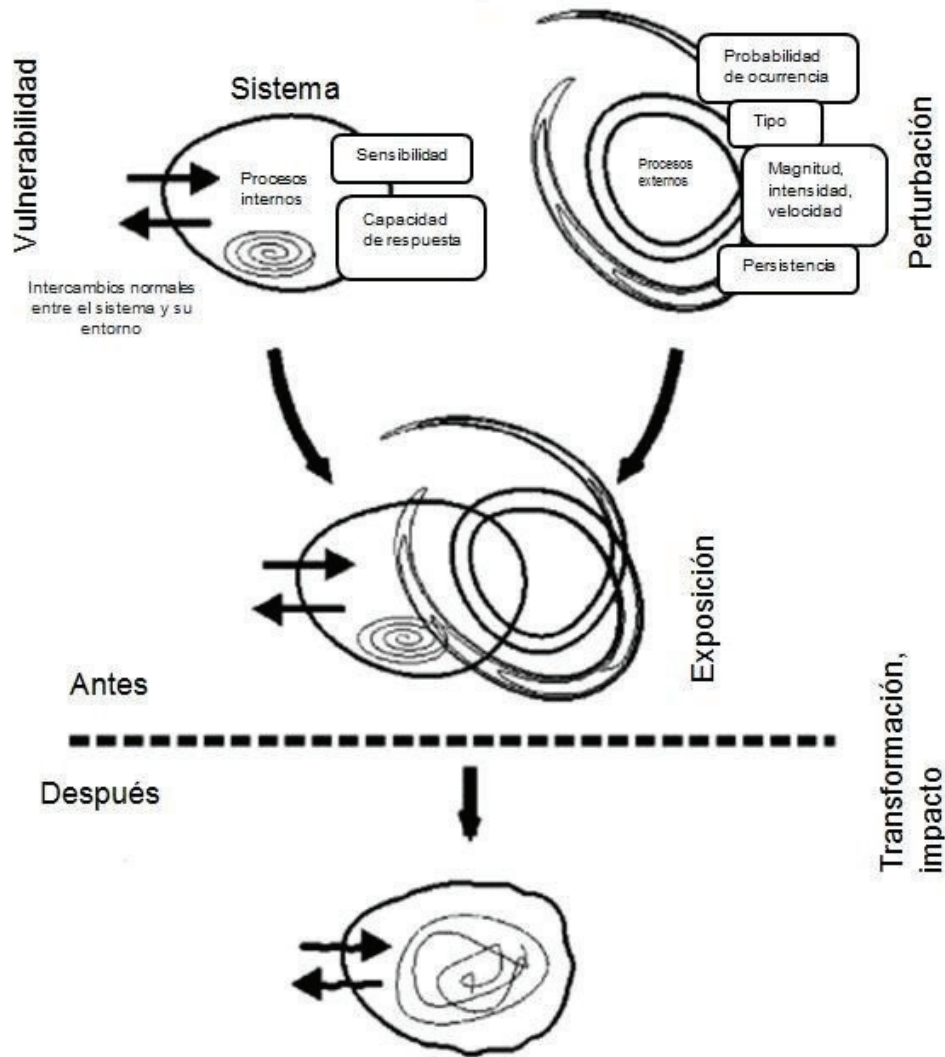 Vulnerabilidad
Sistema
Sensibilidad
Procesos
internos
Capacidad
de respuesta
Intercambios normales
entre el sistema y su
entorno
Probabilidad
de ocurrencia
Tipo
Procesos
externos
Magnitud,
intensidad,
velocidad
Persistencia
Perturbación
Exposición
Antes
Después
Transformación,
impacto